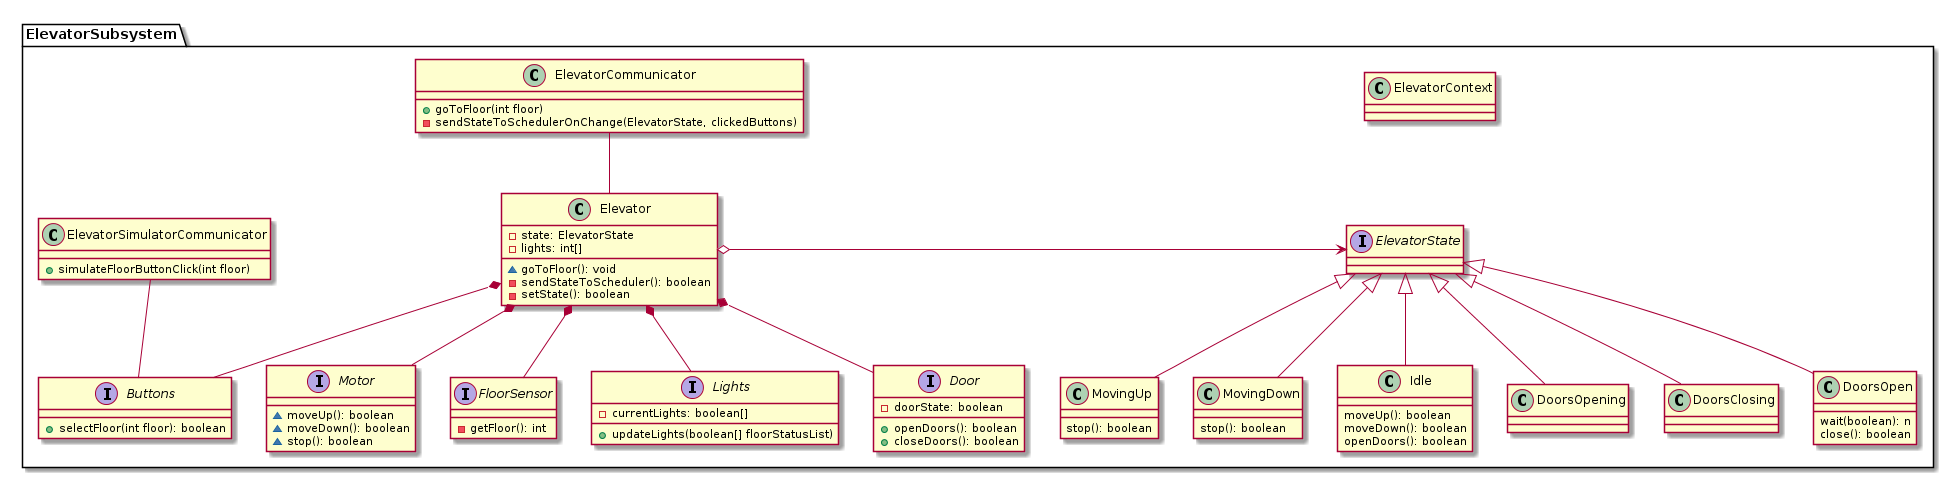 ElevatorSubsystem
C ElevatorCommunicator
goToFloor(int floor)
sendStateToSchedulerOnChange(ElevatorState, clickedButtons)
C ElevatorContext
C Elevator
state: ElevatorState
lights: int[]
goToFloor(): void
sendStateToScheduler(): boolean
setState(): boolean
C ElevatorSimulatorCommunicator
simulateFloorButtonClick(int floor)
I ElevatorState
I Buttons
selectFloor(int floor): boolean
I Motor
moveUp(): boolean
moveDown(): boolean
stop(): boolean
I FloorSensor
getFloor(): int
I Lights
currentLights: boolean[]
updateLights(boolean[] floorStatusList)
I Door
doorState: boolean
openDoors(): boolean
closeDoors(): boolean
C MovingUp
stop(): boolean
C MovingDown
stop(): boolean
C Idle
moveUp(): boolean
moveDown(): boolean
openDoors(): boolean
C DoorsOpening
C DoorsClosing
C DoorsOpen
wait(boolean): n
close(): boolean